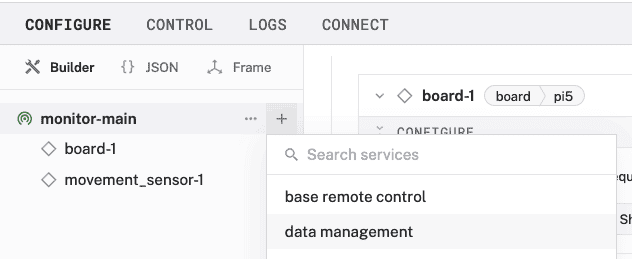 CONFIGURE CONTROL LOGS CONNECT
Builder {} JSON Frame
monitor-main ... +
board-1 board pi5
board-1
CONFIGURE
movement_sensor-1
Search services
base remote control
data management